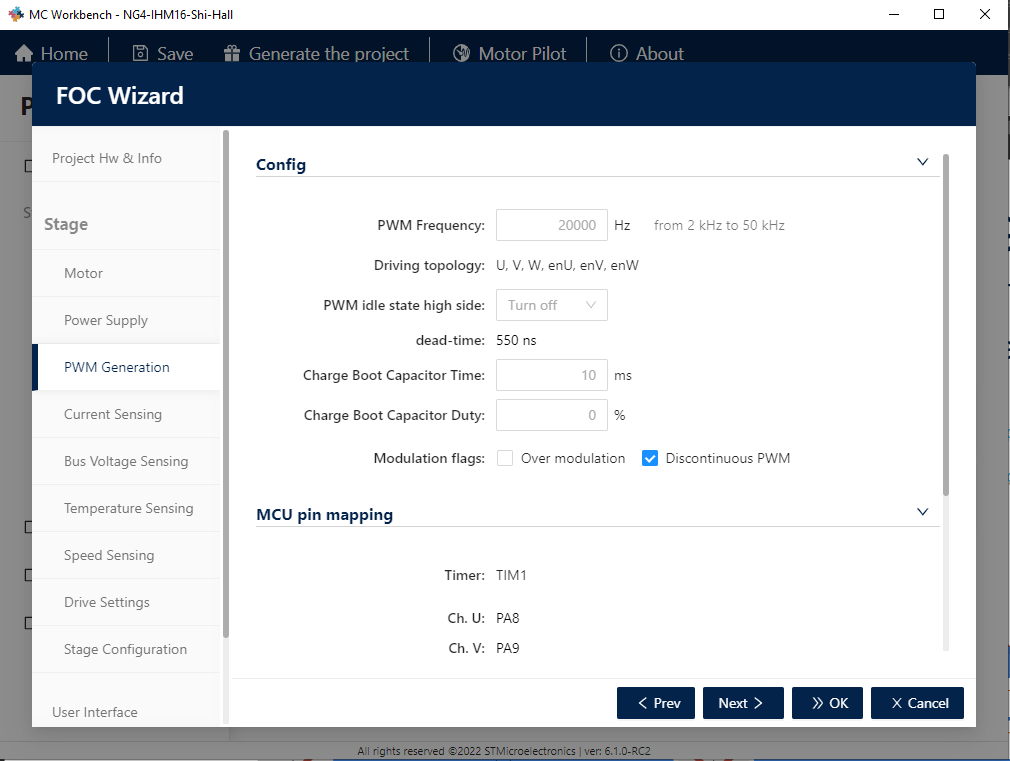 MC Workbench - NG4-IHM16-Shi-Hall
Home Save Generate the project Motor Pilot About
FOC Wizard
Project Hw & Info
Stage
Motor
Power Supply
PWM Generation
Current Sensing
Bus Voltage Sensing
Temperature Sensing
Speed Sensing
Drive Settings
Stage Configuration
User Interface
Config
PWM Frequency: 20000 Hz from 2 kHz to 50 kHz
Driving topology: U, V, W, enU, enV, enW
PWM idle state high side: Turn off
dead-time: 550 ns
Charge Boot Capacitor Time: 10 ms
Charge Boot Capacitor Duty: 0 %
Modulation flags: Over modulation Discontinuous PWM
MCU pin mapping
Timer: TIM1
Ch. U: PA8
Ch. V: PA9
Prev Next OK Cancel
All rights reserved ©2022 STMicroelectronics | ver: 6.1.0-RC2